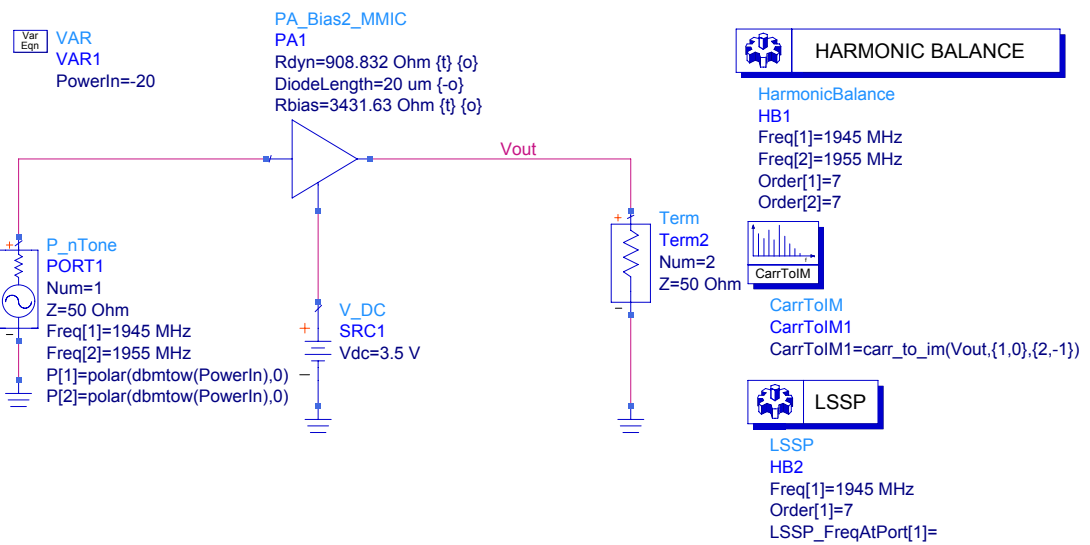 Var
Eqn
VAR
VAR1
PowerIn=-20
PA_Bias2_MMIC
PA1
Rdyn=908.832 Ohm {t} {o}
DiodeLength=20 um {-o}
Rbias=3431.63 Ohm {t} {o}
Vout
+
P_nTone
PORT1
Num=1
Z=50 Ohm
Freq[1]=1945 MHz
Freq[2]=1955 MHz
P[1]=polar(dbmtow(PowerIn),0)
P[2]=polar(dbmtow(PowerIn),0)
-
+
V_DC
SRC1
Vdc=3.5 V
-
+
Term
Term2
Num=2
Z=50 Ohm
-
HARMONIC BALANCE
HarmonicBalance
HB1
Freq[1]=1945 MHz
Freq[2]=1955 MHz
Order[1]=7
Order[2]=7
CarrToIM
CarrToIM
CarrToIM1
CarrToIM1=carr_to_im(Vout,{1,0},{2,-1})
LSSP
LSSP
HB2
Freq[1]=1945 MHz
Order[1]=7
LSSP_FreqAtPort[1]=